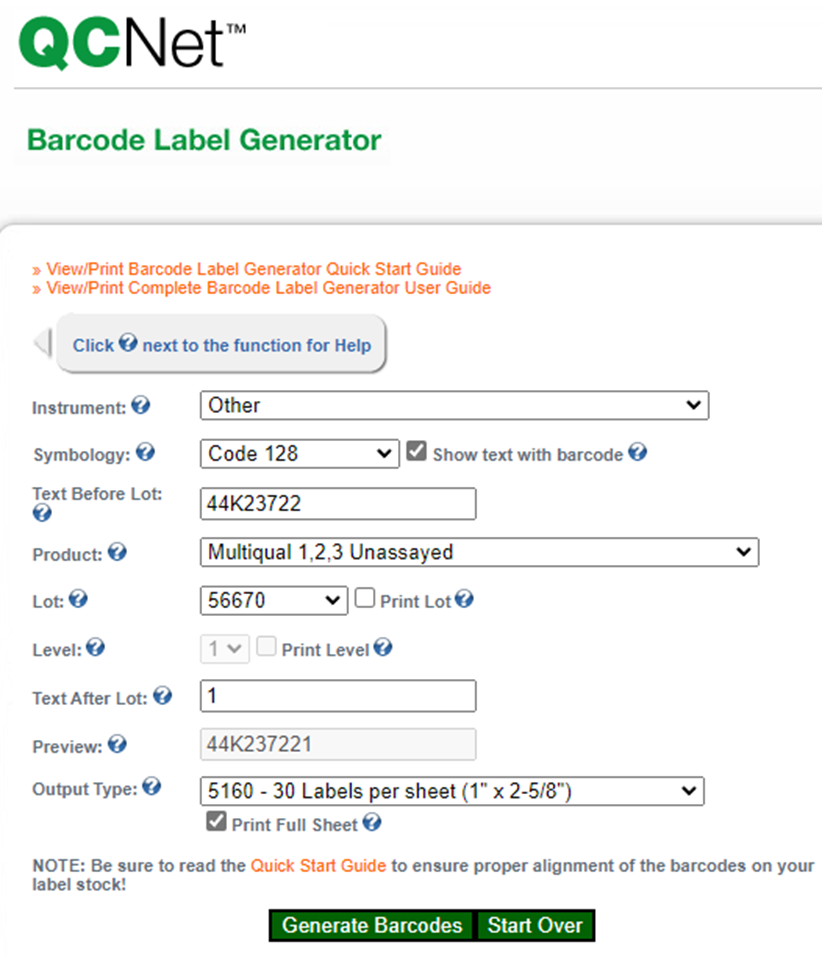 QCNet™
Barcode Label Generator
» View/Print Barcode Label Generator Quick Start Guide
» View/Print Complete Barcode Label Generator User Guide
Click ? next to the function for Help
Instrument: ? Other
Symbology: ? Code 128 Show text with barcode ?
Text Before Lot: ? 44K23722
Product: ? Multiqual 1,2,3 Unassayed
Lot: ? 56670 Print Lot ?
Level: ? 1 Print Level ?
Text After Lot: ? 1
Preview: ? 44K237221
Output Type: ? 5160 - 30 Labels per sheet (1" x 2-5/8")
Print Full Sheet ?
NOTE: Be sure to read the Quick Start Guide to ensure proper alignment of the barcodes on your
label stock!
Generate Barcodes Start Over